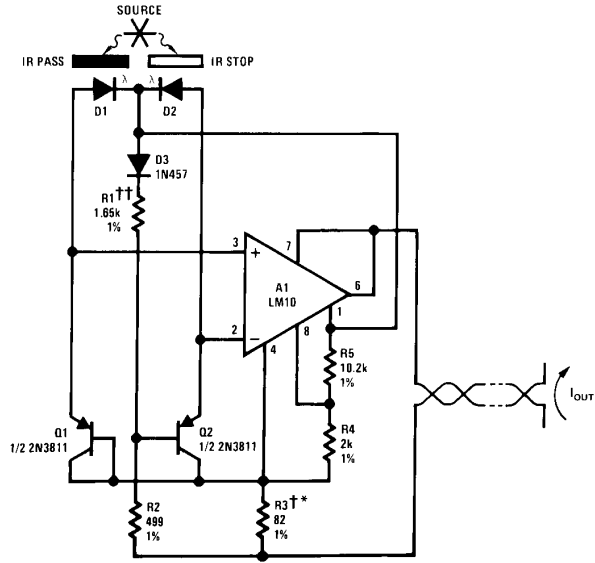 SOURCE
IR PASS
IR STOP
λ
λ
D1
D2
D3
1N457
R1††
1.65k
1%
3
7
+
A1
LM10
6
1
2
−
8
4
R5
10.2k
1%
IOUT
Q1
1/2 2N3811
Q2
1/2 2N3811
R4
2k
1%
R2
499
1%
R3†*
82
1%